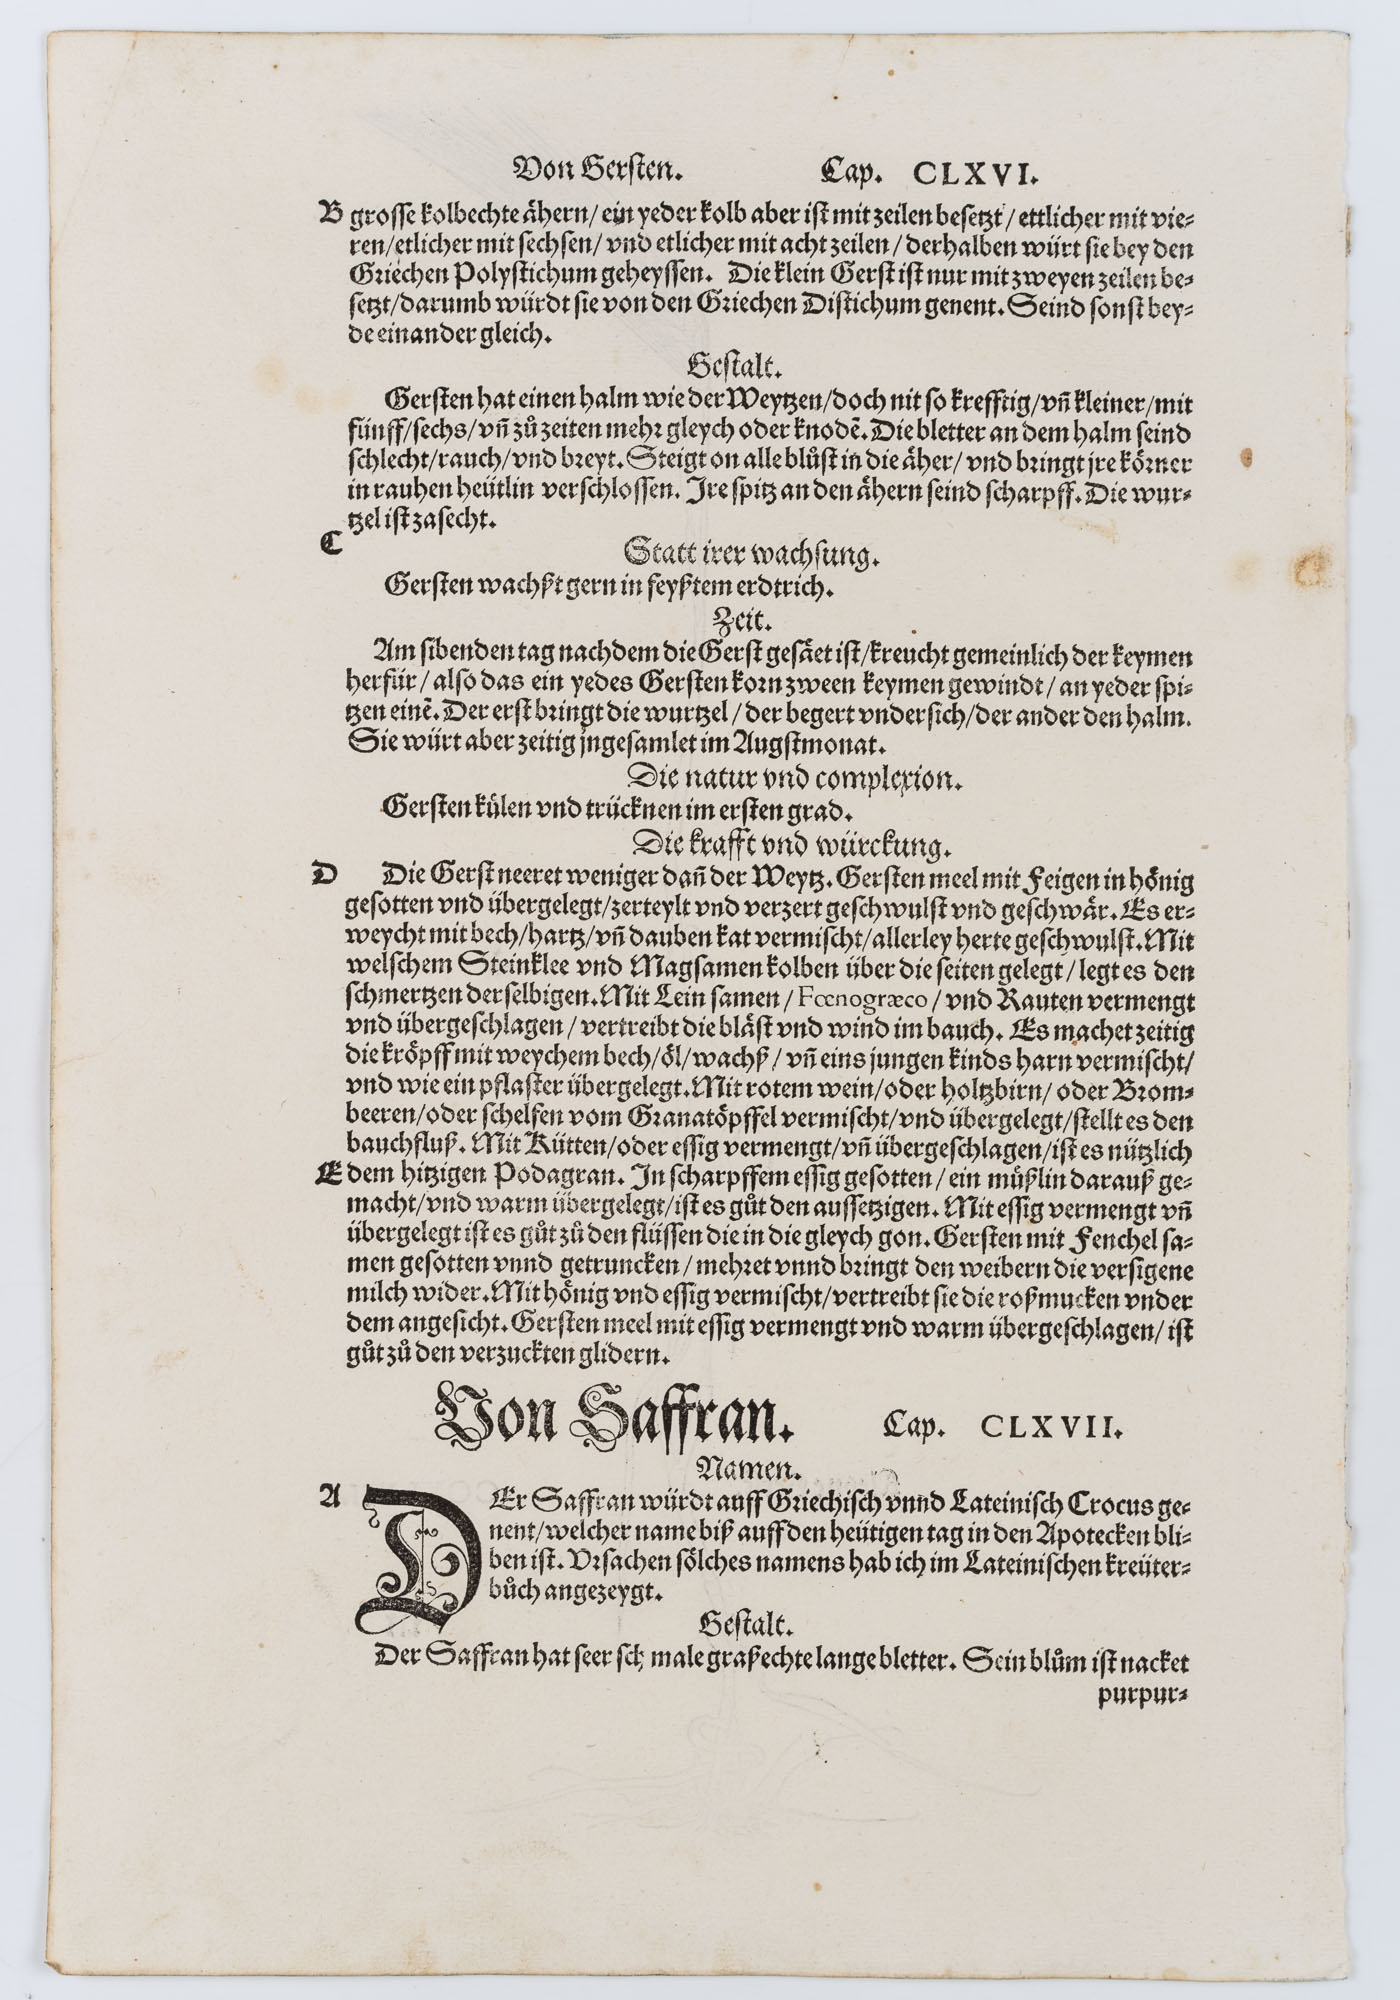 Von Gersten. Cap. CLXVI.
B grosse kolbechte ähern/ ein yeder kolb aber ist mit zeilen besetzt/ ettlicher mit vie-
ren/etlicher mit sechsen/ vnd etlicher mit acht zeilen/ derhalben würt sie bey den
Griechen Polystichum geheyssen. Die klein Gerst ist nur mit zweyen zeilen be-
setzt/darumb würdt sie von den Griechen Distichum genent. Seind sonst bey-
de einander gleich.
Gestalt.
Gersten hat einen halm wie der Weytzen/doch nit so krefftig/vn̄ kleiner/mit
fünff/sechs/vn̄ zů zeiten mehr gleych oder knodē. Die bletter an dem halm seind
schlecht/rauch/vnd breyt. Steigt on alle blůst in die äher/ vnd bringt jre körner
in rauhen heütlin verschlossen. Ire spitz an den ähern seind scharpff. Die wur-
tzel ist zasecht.
C
Statt irer wachsung.
Gersten wachßt gern in feyßtem erdtrich.
Zeit.
Am sibenden tag nachdem die Gerst gesäet ist/kreucht gemeinlich der keymen
herfür/ also das ein yedes Gersten korn zween keymen gewindt/ an yeder spi-
tzen einē. Der erst bringt die wurtzel/ der begert vndersich/der ander den halm.
Sie würt aber zeitig jngesamlet im Augstmonat.
Die natur vnd complexion.
Gersten külen vnd trücknen im ersten grad.
Die krafft vnd würckung.
D Die Gerst neeret weniger dan̄ der Weytz. Gersten meel mit Feigen in hönig
gesotten vnd übergelegt/zerteylt vnd verzert geschwulst vnd geschwär. Es er-
weycht mit bech/hartz/vn̄ dauben kat vermischt/allerley herte geschwulst. Mit
welschem Steinklee vnd Magsamen kolben über die seiten gelegt/ legt es den
schmertzen derselbigen. Mit Lein samen/ Fœnogræco/ vnd Rauten vermengt
vnd übergeschlagen/ vertreibt die bläst vnd wind im bauch. Es machet zeitig
die kröpff mit weychem bech/öl/wachß/ vn̄ eins jungen kinds harn vermischt/
vnd wie ein pflaster übergelegt. Mit rotem wein/oder holtzbirn/ oder Brom-
beeren/oder schelfen vom Granatöpffel vermischt/vnd übergelegt/stellt es den
bauchfluß. Mit Kütten/oder essig vermengt/vn̄ übergeschlagen/ist es nützlich
E dem hitzigen Podagran. In scharpffem essig gesotten/ ein müßlin darauß ge-
macht/vnd warm übergelegt/ist es gůt den aussetzigen. Mit essig vermengt vn̄
übergelegt ist es gůt zů den flüssen die in die gleych gon. Gersten mit Fenchel sa-
men gesotten vnnd getruncken/ mehret vnnd bringt den weibern die versigene
milch wider. Mit hönig vnd essig vermischt/vertreibt sie die roßmucken vnder
dem angesicht. Gersten meel mit essig vermengt vnd warm übergeschlagen/ ist
gůt zů den verzuckten glidern.
Von Saffran. Cap. CLXVII.
Namen.
A DEr Saffran würdt auff Griechisch vnnd Lateinisch Crocus ge-
nent/welcher name biß auff den heütigen tag in den Apotecken bli-
ben ist. Vrsachen sölches namens hab ich im Lateinischen kreüter-
bůch angezeygt.
Gestalt.
Der Saffran hat seer schmale graßechte lange bletter. Sein blům ist nacket
purpur-